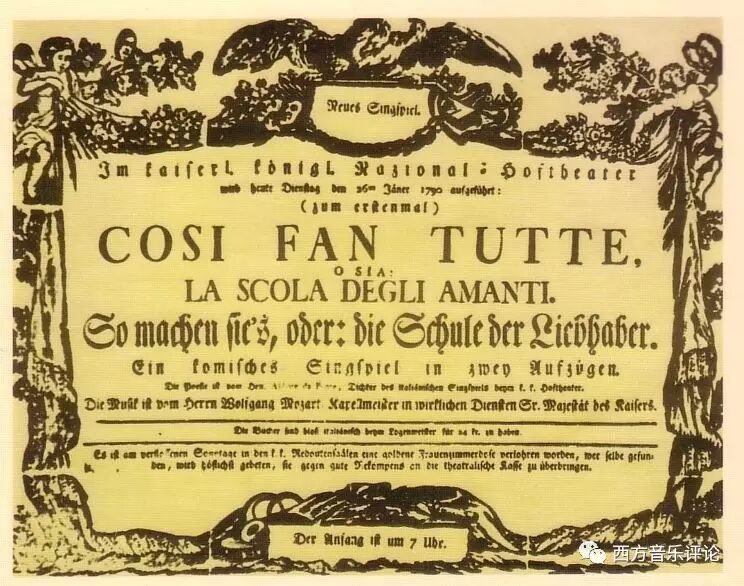 Neues Singspiel.
Im kaiserl. königl. Nazional-Hoftheater
wird heute Dienstag den 26ten Jäner 1790 aufgeführt:
(zum erstenmal)
COSI FAN TUTTE,
O SIA:
LA SCOLA DEGLI AMANTI.
So machen sie's, oder: die Schule der Liebhaber.
Ein komisches Singspiel in zwey Aufzügen.
Die Poesie ist vom Hrn. Dichter des italiänischen Singspiels beym k. k. Hoftheater.
Die Musik ist vom Herrn Wolfgang Mozart Kapellmeister in wirklichen Diensten Sr. Majestät des Kaisers.
Die Bücher sind bloß italiänisch beym Logenmeister für 24 kr. zu haben.
Es ist am verflossenen Sonntage in den k. k. Redoutensäälen eine goldene Frauenzimmerdose verlohren worden, wer selbe gefun-
den, wird höflichst gebeten, sie gegen gute Rekompens an die theatralische Kasse zu überbringen.
Der Anfang ist um 7 Uhr.
西方音乐评论